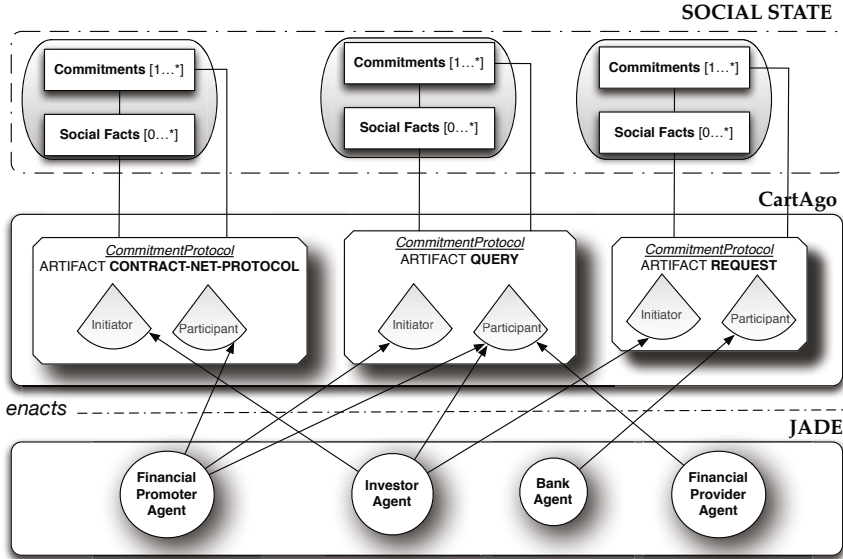 SOCIAL STATE
Commitments [1...*]
Social Facts [0...*]
Commitments [1...*]
Social Facts [0...*]
Commitments [1...*]
Social Facts [0...*]
CartAgo
CommitmentProtocol
ARTIFACT CONTRACT-NET-PROTOCOL
Initiator
Participant
CommitmentProtocol
ARTIFACT QUERY
Initiator
Participant
CommitmentProtocol
ARTIFACT REQUEST
Initiator
Participant
enacts
JADE
Financial
Promoter
Agent
Investor
Agent
Bank
Agent
Financial
Provider
Agent